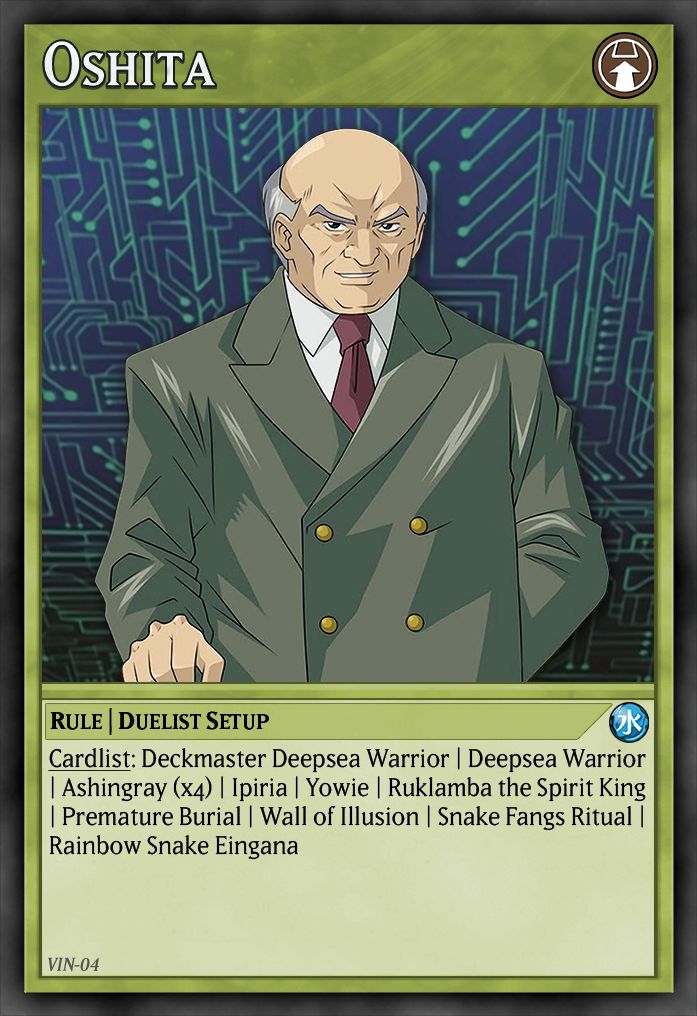 Oshita
Rule | Duelist Setup
水
Cardlist: Deckmaster Deepsea Warrior | Deepsea Warrior
| Ashingray (x4) | Ipiria | Yowie | Ruklamba the Spirit King
| Premature Burial | Wall of Illusion | Snake Fangs Ritual |
Rainbow Snake Eingana
VIN-04